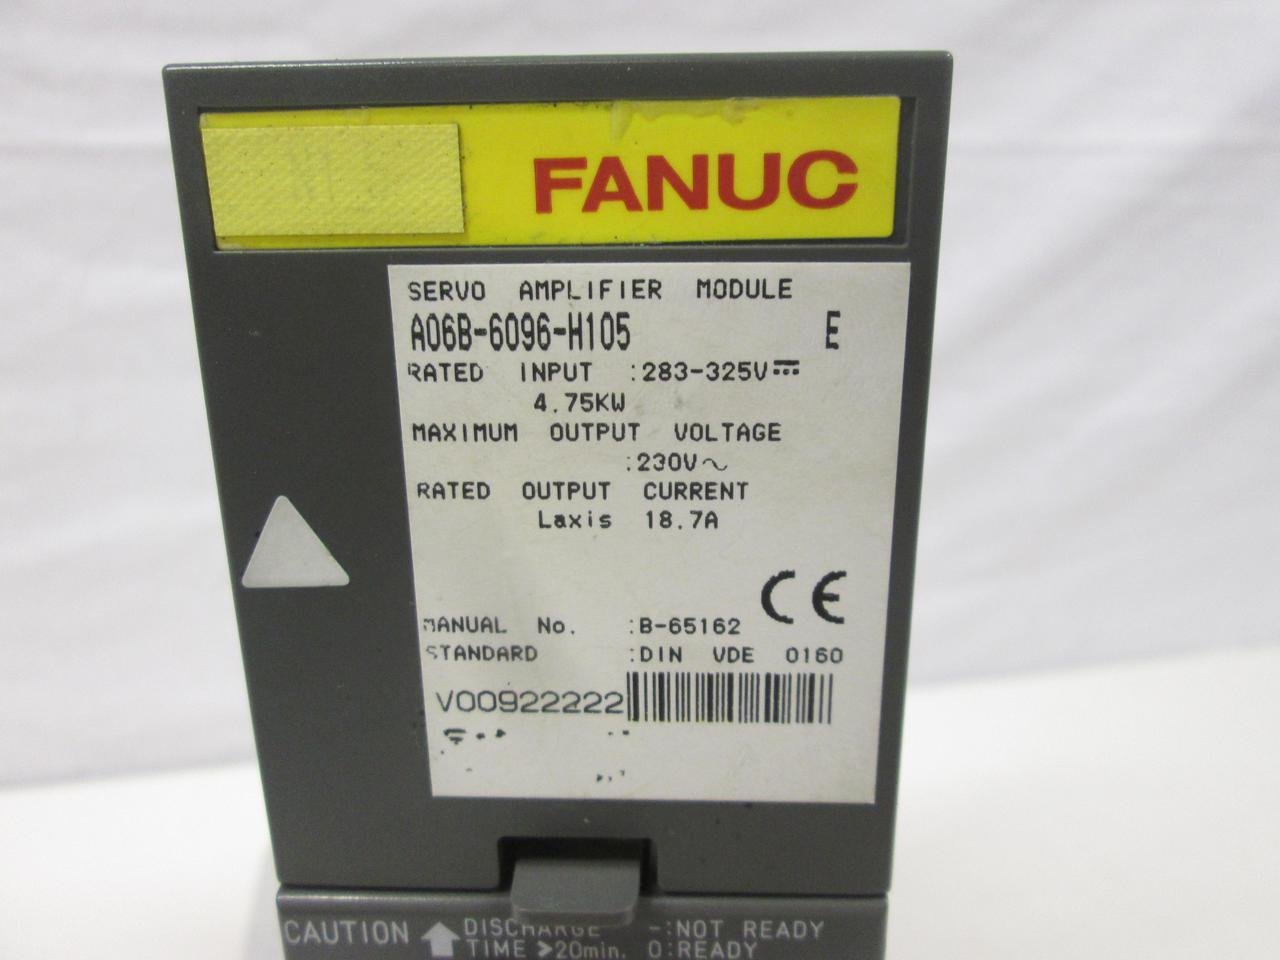 FANUC
SERVO AMPLIFIER MODULE
A06B-6096-H105 E
RATED INPUT :283-325V⎓
4.75KW
MAXIMUM OUTPUT VOLTAGE
:230V～
RATED OUTPUT CURRENT
Laxis 18.7A
CE
MANUAL No. :B-65162
STANDARD :DIN VDE 0160
V00922222
CAUTION DISCHARGE -:NOT READY
TIME >20min. 0:READY